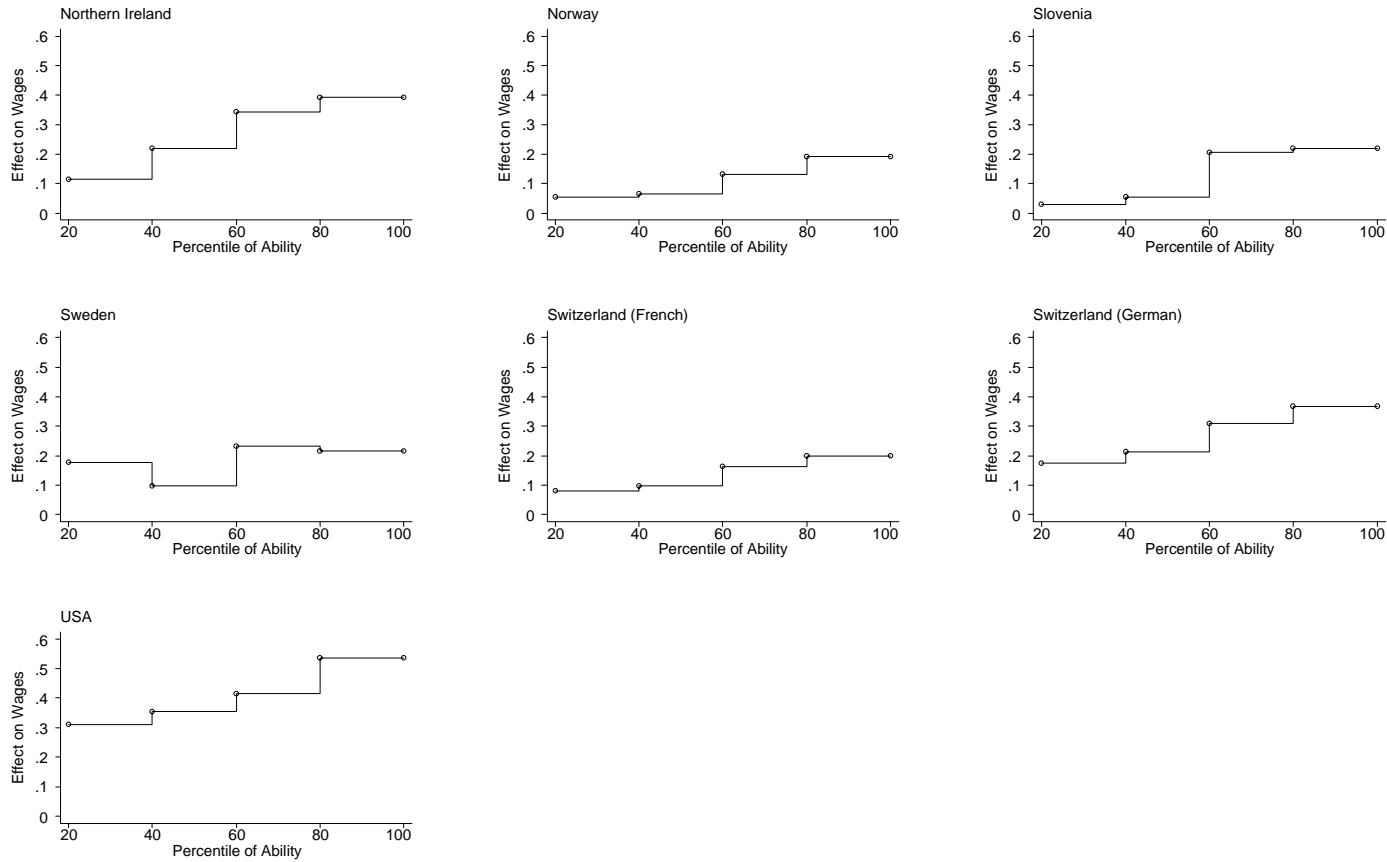 Northern Ireland
.6
.5
.4
.3
.2
.1
0
Effect on Wages
20 40 60 80 100
Percentile of Ability
Norway
.6
.5
.4
.3
.2
.1
0
Effect on Wages
20 40 60 80 100
Percentile of Ability
Slovenia
.6
.5
.4
.3
.2
.1
0
Effect on Wages
20 40 60 80 100
Percentile of Ability
Sweden
.6
.5
.4
.3
.2
.1
0
Effect on Wages
20 40 60 80 100
Percentile of Ability
Switzerland (French)
.6
.5
.4
.3
.2
.1
0
Effect on Wages
20 40 60 80 100
Percentile of Ability
Switzerland (German)
.6
.5
.4
.3
.2
.1
0
Effect on Wages
20 40 60 80 100
Percentile of Ability
USA
.6
.5
.4
.3
.2
.1
0
Effect on Wages
20 40 60 80 100
Percentile of Ability